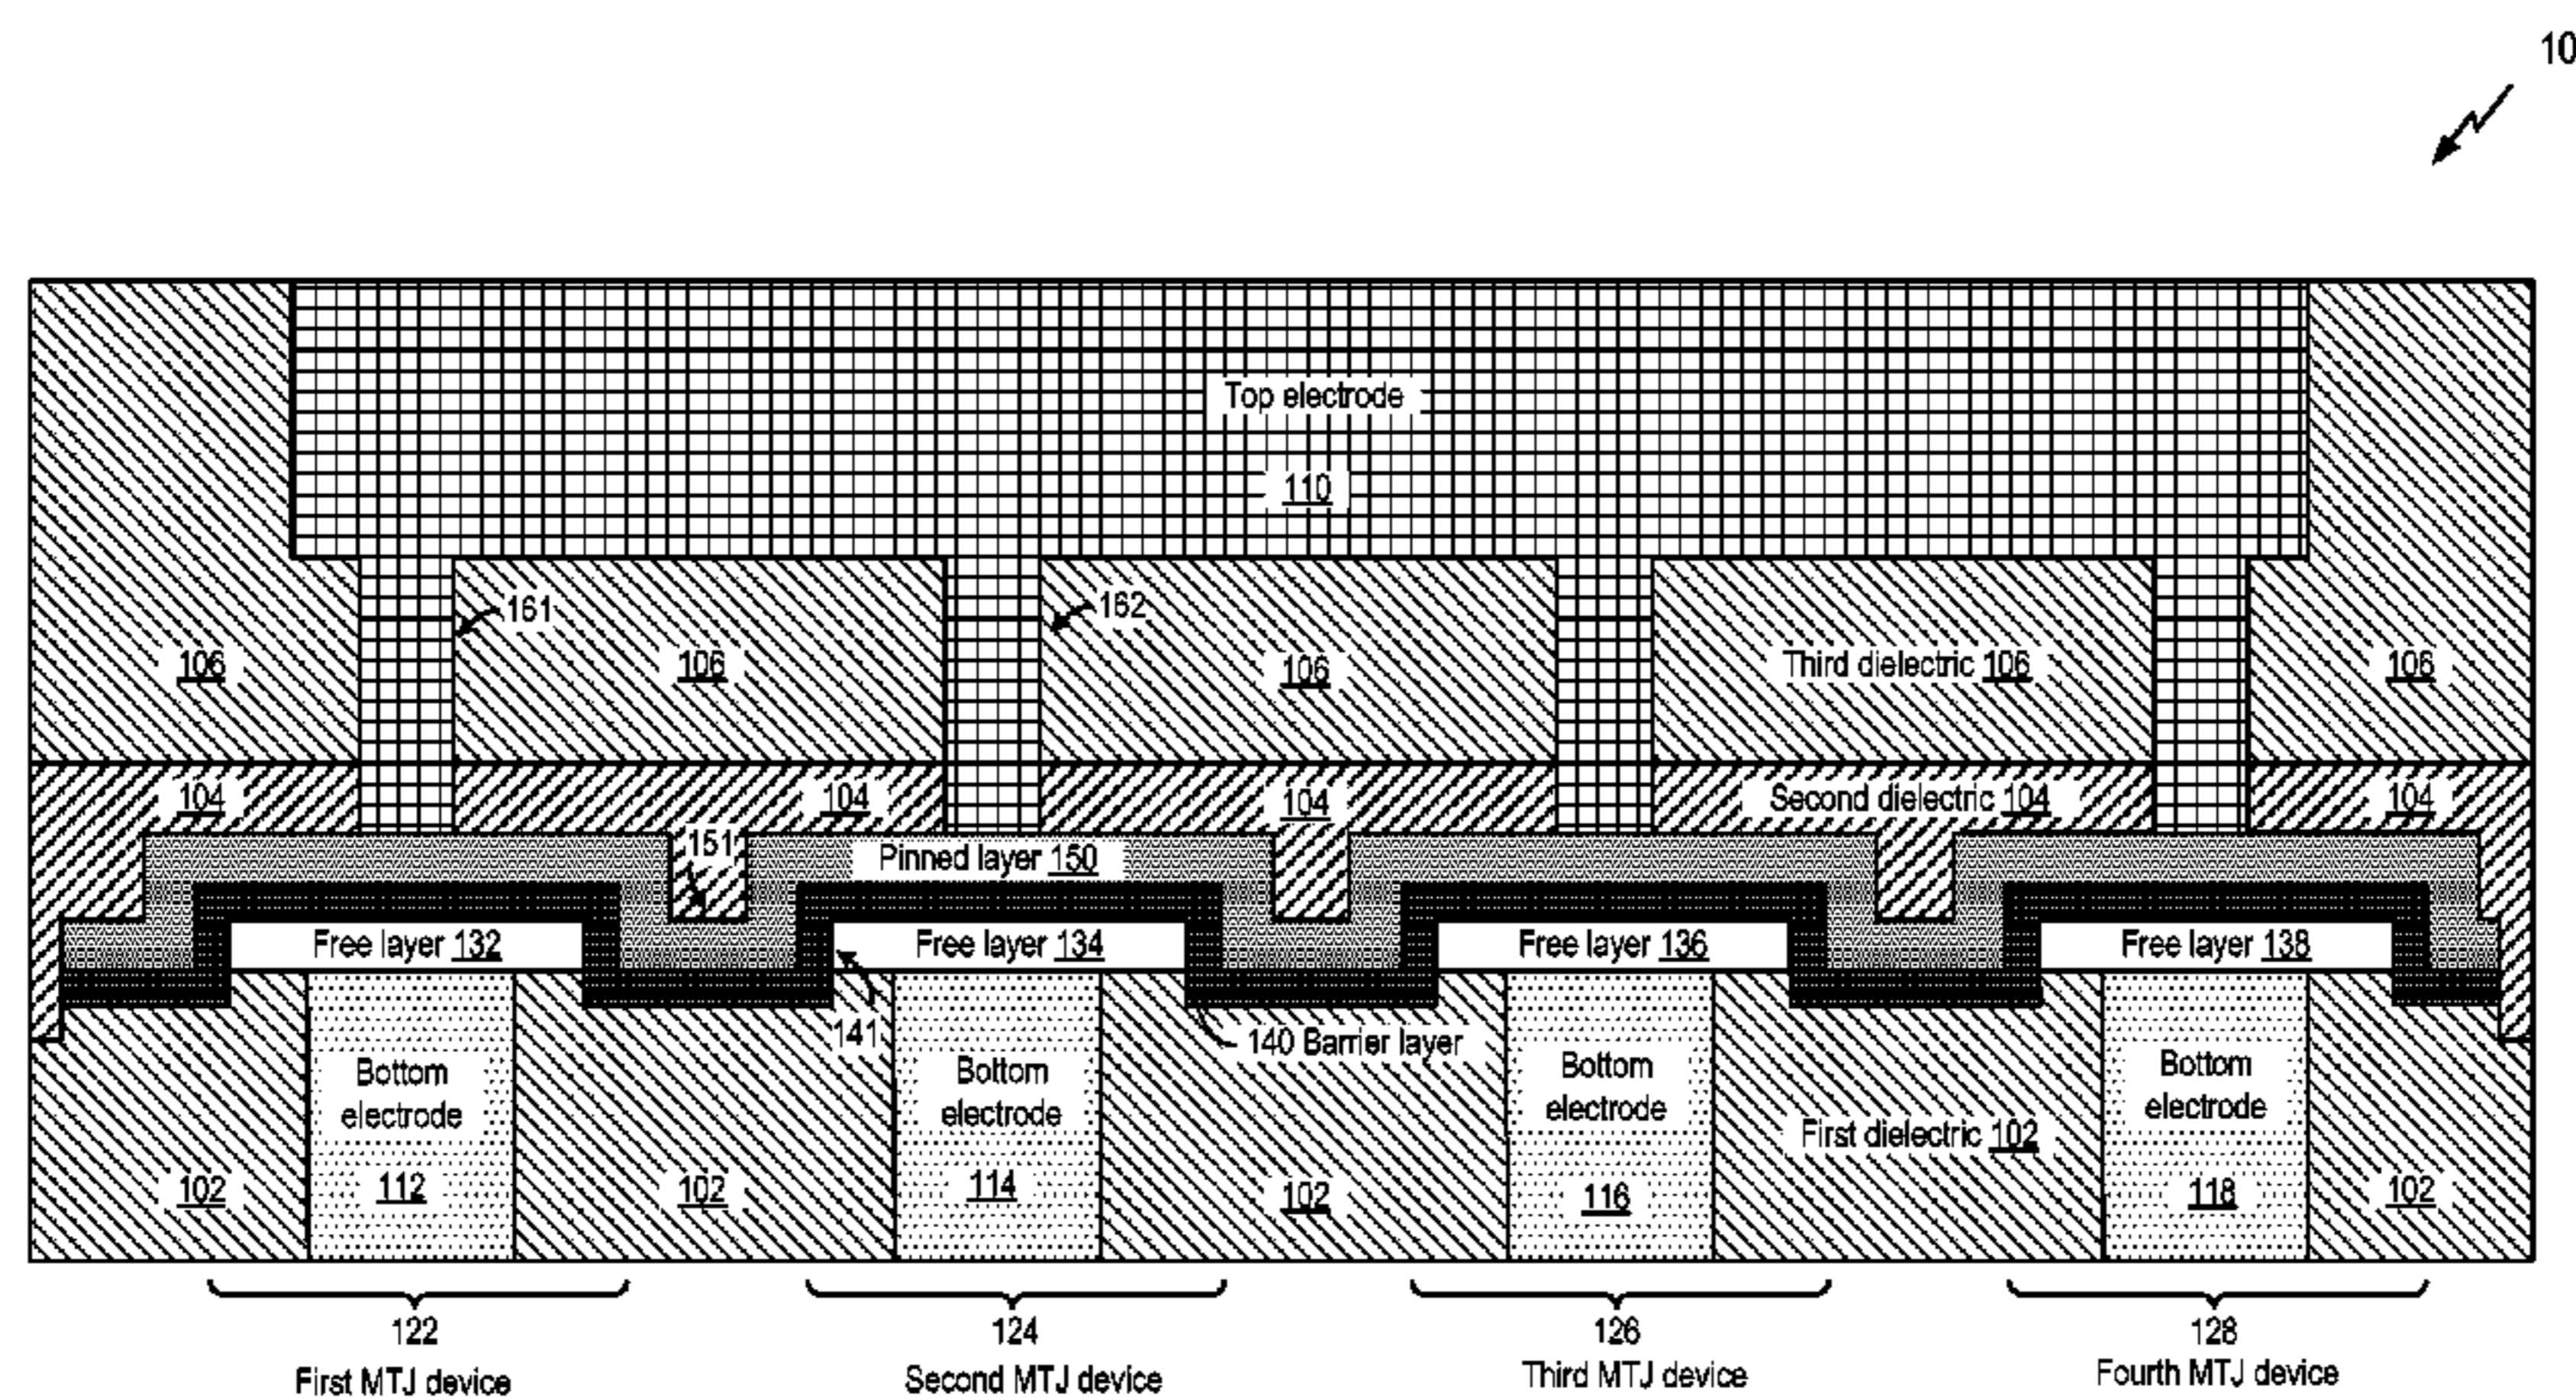 10
Top electrode
110
161
162
106
106
106
Third dielectric 106
106
104
104
104
Second dielectric 104
104
151
Pinned layer 150
Free layer 132
Free layer 134
Free layer 136
Free layer 138
141
140 Barrier layer
Bottom
electrode
112
Bottom
electrode
114
Bottom
electrode
116
Bottom
electrode
118
First dielectric 102
102
102
102
102
122
First MTJ device
124
Second MTJ device
126
Third MTJ device
128
Fourth MTJ device